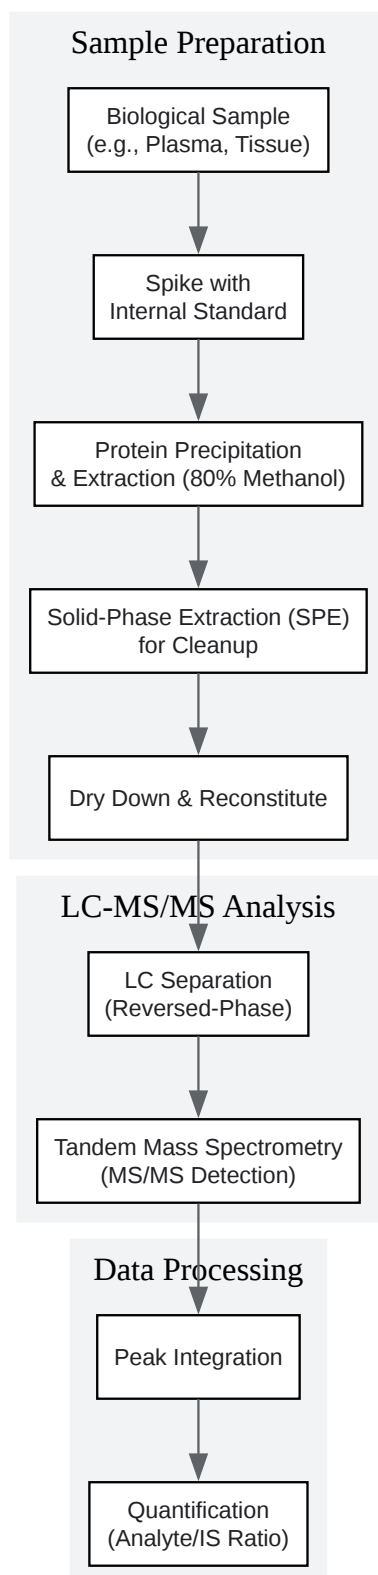 Sample Preparation
Biological Sample
(e.g., Plasma, Tissue)
Spike with
Internal Standard
Protein Precipitation
& Extraction (80% Methanol)
Solid-Phase Extraction (SPE)
for Cleanup
Dry Down & Reconstitute
LC-MS/MS Analysis
LC Separation
(Reversed-Phase)
Tandem Mass Spectrometry
(MS/MS Detection)
Data Processing
Peak Integration
Quantification
(Analyte/IS Ratio)